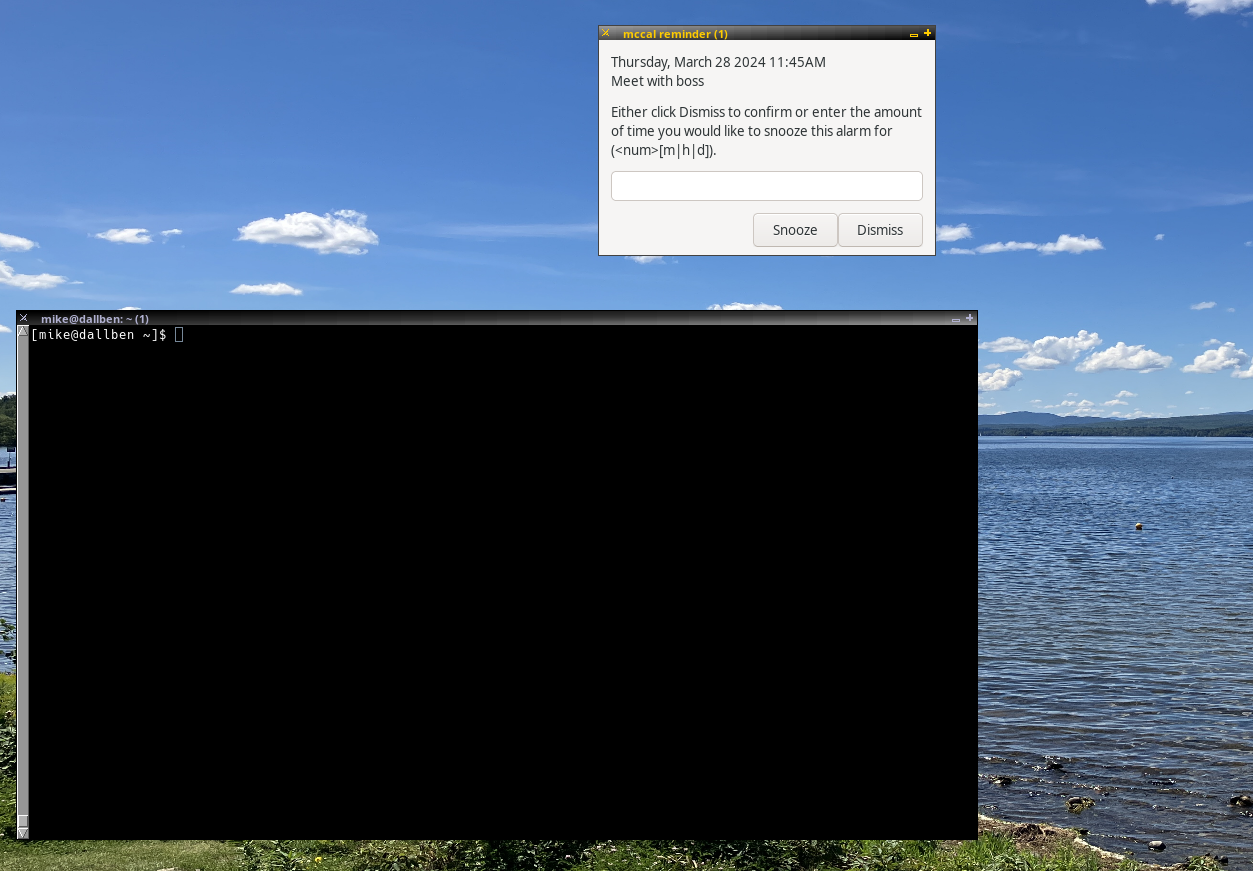 mccal reminder (1)
Thursday, March 28 2024 11:45AM
Meet with boss
Either click Dismiss to confirm or enter the amount
of time you would like to snooze this alarm for
(<num>[m|h|d]).
Snooze Dismiss
mike@dallben: ~ (1)
[mike@dallben ~]$